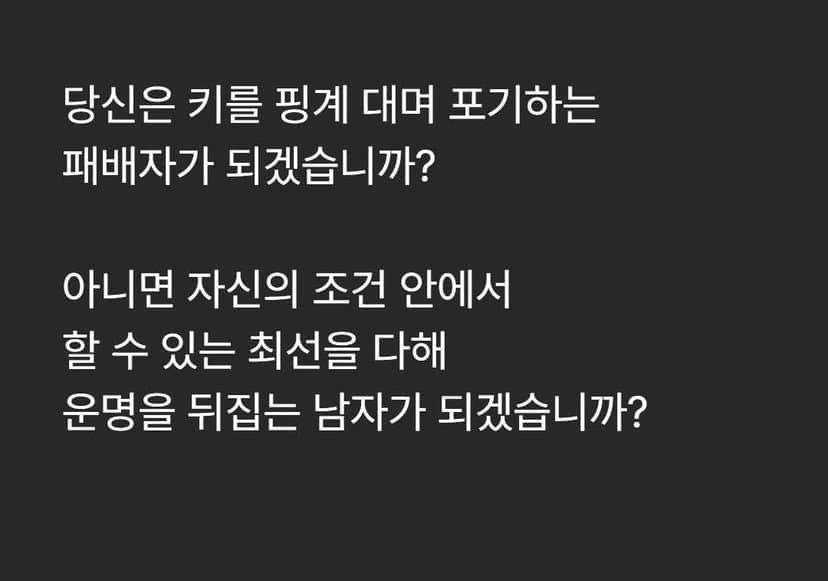 당신은 키를 핑계 대며 포기하는
패배자가 되겠습니까?
아니면 자신의 조건 안에서
할 수 있는 최선을 다해
운명을 뒤집는 남자가 되겠습니까?